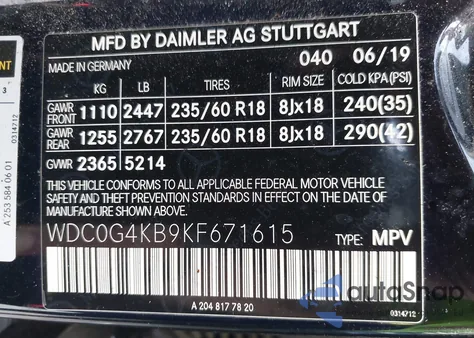 MFD BY DAIMLER AG STUTTGART
MADE IN GERMANY 040 06/19
KG LB TIRES RIM SIZE COLD KPA (PSI)
GAWR FRONT 1110 2447 235/60 R18 8Jx18 240(35)
GAWR REAR 1255 2767 235/60 R18 8Jx18 290(42)
GVWR 2365 5214
THIS VEHICLE CONFORMS TO ALL APPLICABLE FEDERAL MOTOR VEHICLE
SAFETY AND THEFT PREVENTION STANDARDS IN EFFECT ON THE DATE OF
MANUFACTURE SHOWN ABOVE.
WDC0G4KB9KF671615 TYPE: MPV
A 204 817 78 20
0314712
autoSnap
A 253 584 06 01
0314712
3